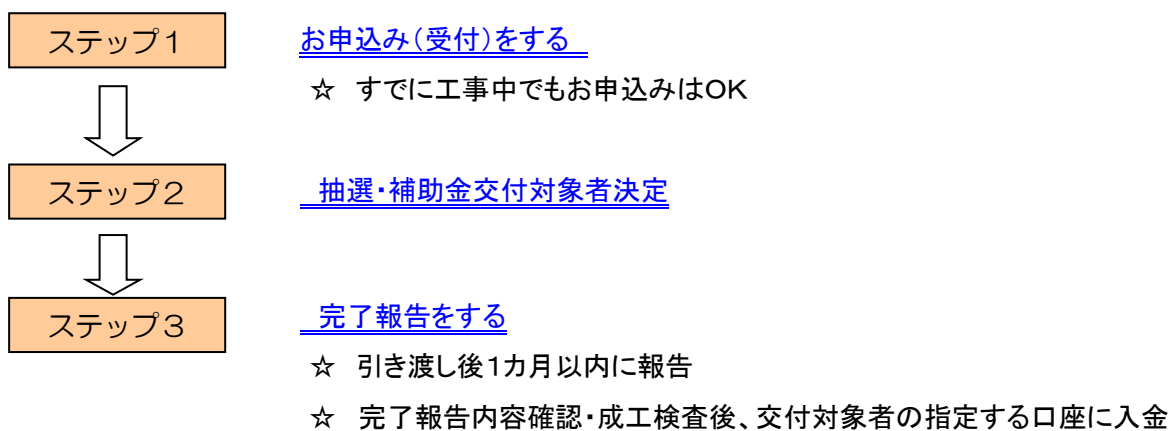 ステップ1 お申込み(受付)をする
☆ すでに工事中でもお申込みはOK
ステップ2 抽選・補助金交付対象者決定
ステップ3 完了報告をする
☆ 引き渡し後1カ月以内に報告
☆ 完了報告内容確認・成工検査後、交付対象者の指定する口座に入金